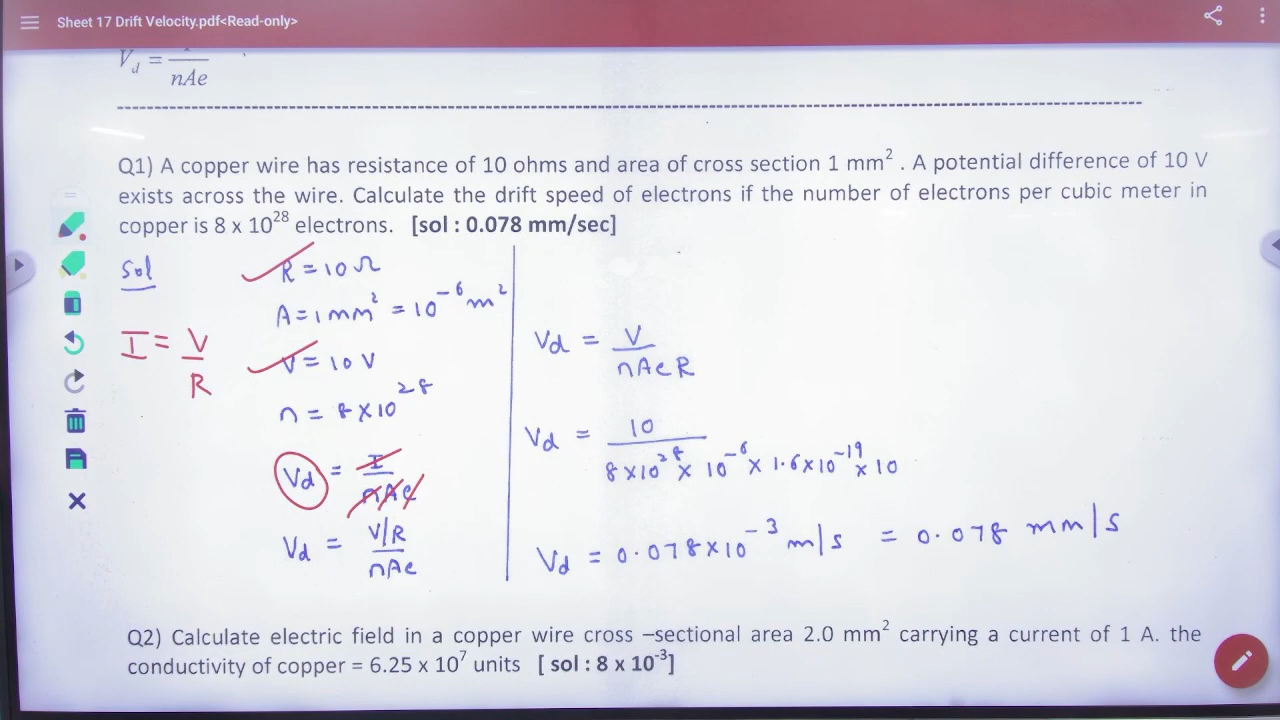 Sheet 17 Drift Velocity.pdf<Read-only>
V_d = —/nAe
Q1) A copper wire has resistance of 10 ohms and area of cross section 1 mm² . A potential difference of 10 V
exists across the wire. Calculate the drift speed of electrons if the number of electrons per cubic meter in
copper is 8 x 10²⁸ electrons. [sol : 0.078 mm/sec]
Sol
R = 10 Ω
A = 1 mm² = 10⁻⁶ m²
I = V/R
V = 10 V
n = 8 × 10²⁸
Vd = I/nAe
Vd = V/R / nAe
Vd = V / nAeR
Vd = 10 / 8×10²⁸ × 10⁻⁶ × 1.6×10⁻¹⁹ × 10
Vd = 0.078×10⁻³ m/s = 0.078 mm/s
Q2) Calculate electric field in a copper wire cross –sectional area 2.0 mm² carrying a current of 1 A. the
conductivity of copper = 6.25 x 10⁷ units [ sol : 8 x 10⁻³]